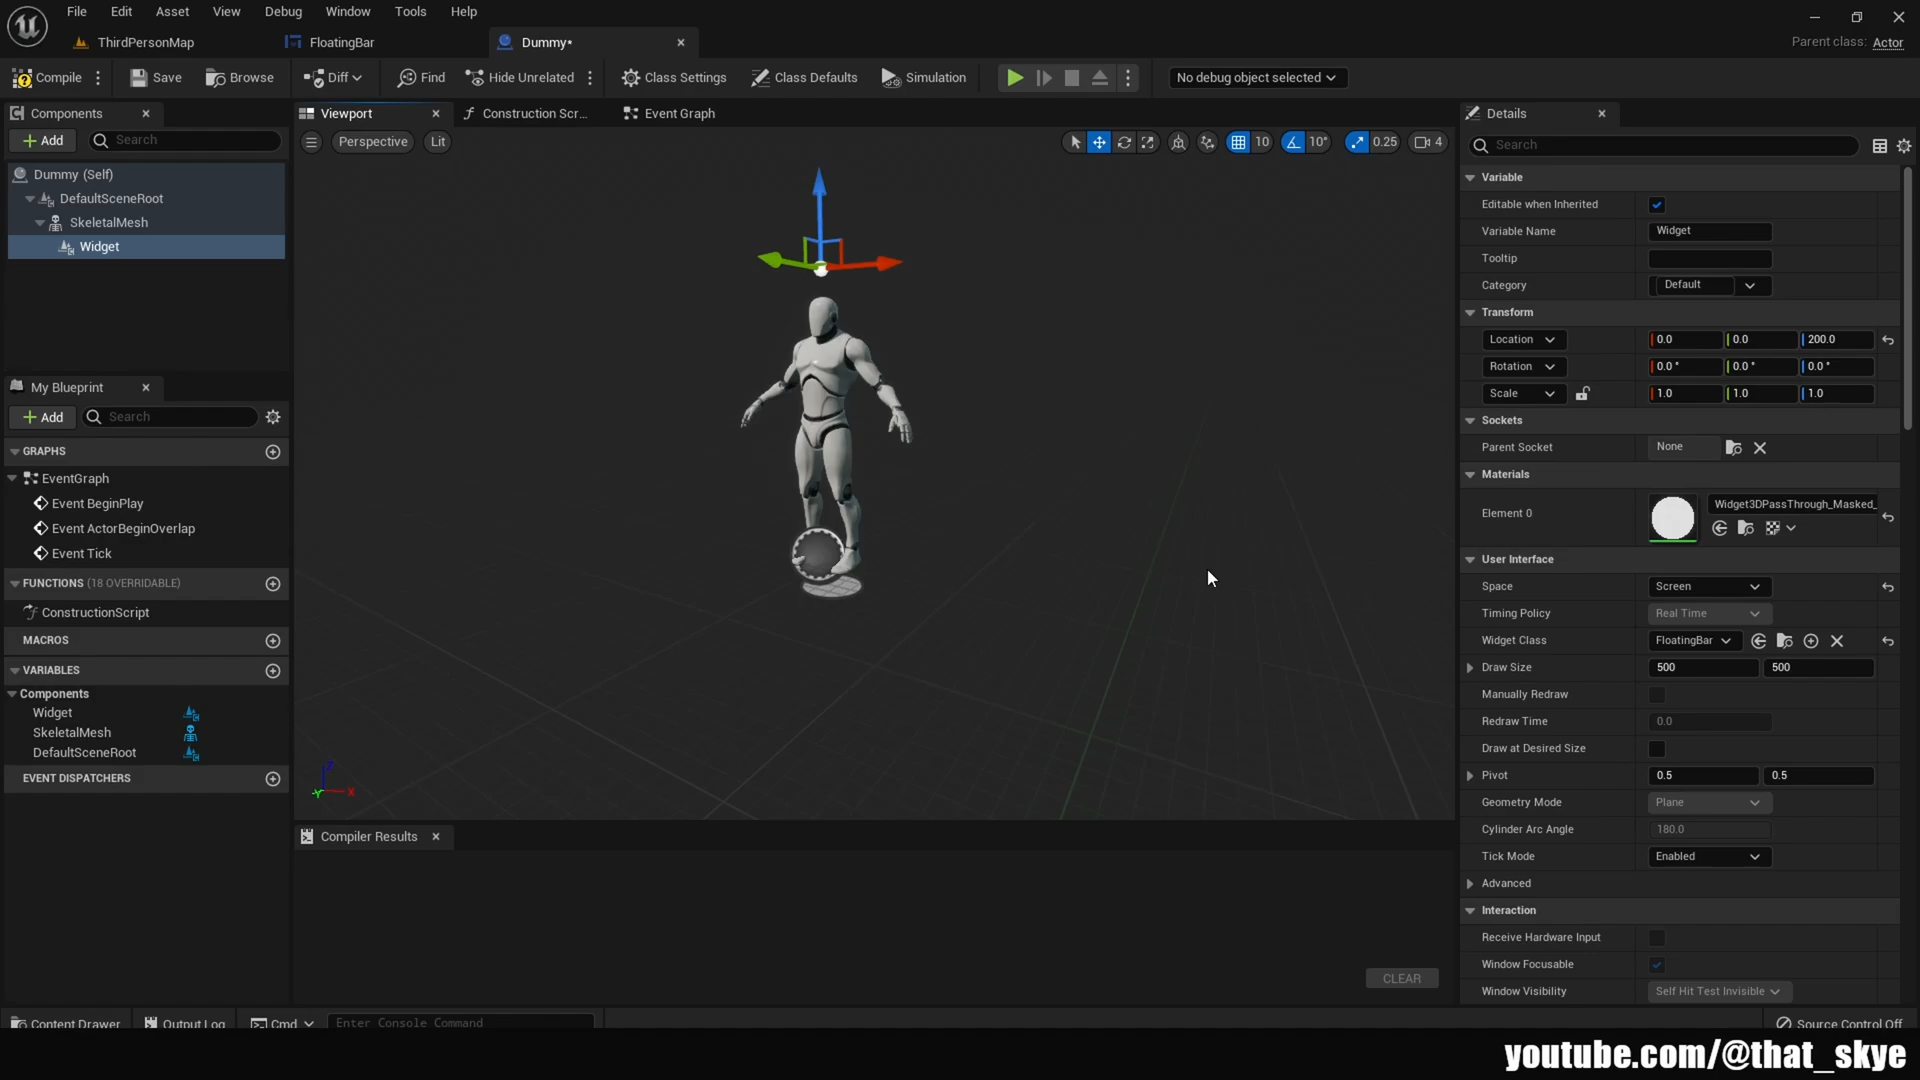 File Edit Asset View Debug Window Tools Help
ThirdPersonMap FloatingBar Dummy*
Parent class: Actor
Compile Save Browse Diff Find Hide Unrelated Class Settings Class Defaults Simulation No debug object selected
Components
Add Search
Dummy (Self)
DefaultSceneRoot
SkeletalMesh
Widget
My Blueprint
Add Search
GRAPHS
EventGraph
Event BeginPlay
Event ActorBeginOverlap
Event Tick
FUNCTIONS (18 OVERRIDABLE)
ConstructionScript
MACROS
VARIABLES
Components
Widget
SkeletalMesh
DefaultSceneRoot
EVENT DISPATCHERS
Viewport Construction Scr... Event Graph
Perspective Lit 10 10° 0.25 4
Z
Y X
Compiler Results
CLEAR
Details
Search
Variable
Editable when Inherited
Variable Name Widget
Tooltip
Category Default
Transform
Location 0.0 0.0 200.0
Rotation 0.0 ° 0.0 ° 0.0 °
Scale 1.0 1.0 1.0
Sockets
Parent Socket None
Materials
Element 0 Widget3DPassThrough_Masked_
User Interface
Space Screen
Timing Policy Real Time
Widget Class FloatingBar
Draw Size 500 500
Manually Redraw
Redraw Time 0.0
Draw at Desired Size
Pivot 0.5 0.5
Geometry Mode Plane
Cylinder Arc Angle 180.0
Tick Mode Enabled
Advanced
Interaction
Receive Hardware Input
Window Focusable
Window Visibility Self Hit Test Invisible
Content Drawer Output Log Cmd Enter Console Command Source Control Off
youtube.com/@that_skye